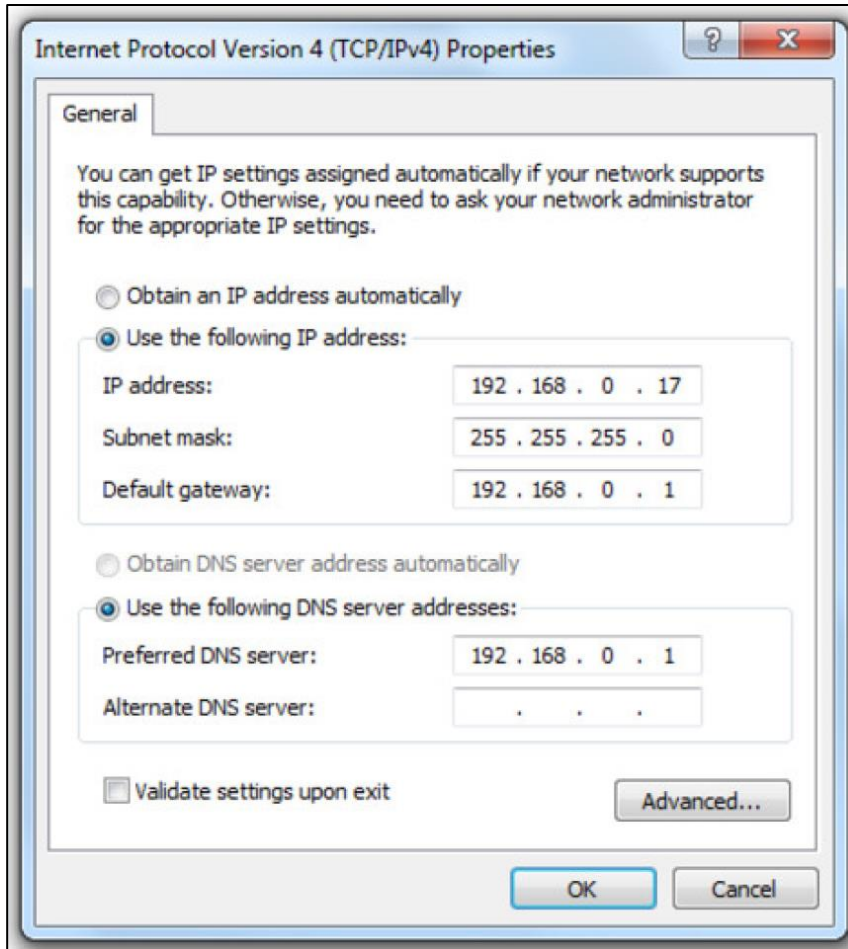 Internet Protocol Version 4 (TCP/IPv4) Properties
?
X
General
You can get IP settings assigned automatically if your network supports
this capability. Otherwise, you need to ask your network administrator
for the appropriate IP settings.
Obtain an IP address automatically
Use the following IP address:
IP address: 192 . 168 . 0 . 17
Subnet mask: 255 . 255 . 255 . 0
Default gateway: 192 . 168 . 0 . 1
Obtain DNS server address automatically
Use the following DNS server addresses:
Preferred DNS server: 192 . 168 . 0 . 1
Alternate DNS server: . . .
Validate settings upon exit
Advanced...
OK Cancel